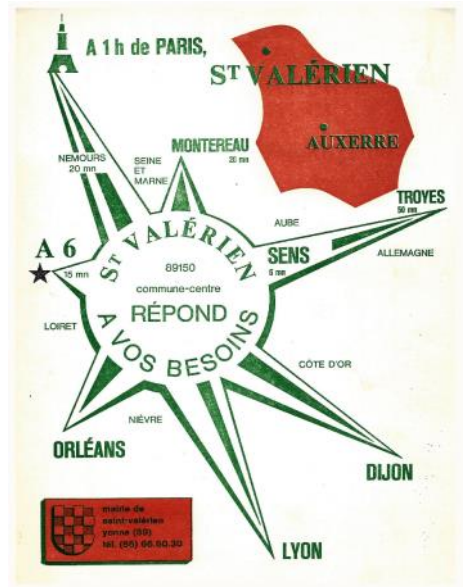 A 1 h de PARIS,
ST VALÉRIEN
AUXERRE
MONTEREAU
20 mn
NEMOURS
20 mn
SEINE
ET
MARNE
TROYES
50 mn
AUBE
SENS
6 mn
ALLEMAGNE
A 6
15 mn
ST VALÉRIEN
89150
commune-centre
RÉPOND
A VOS BESOINS
LOIRET
CÔTE D'OR
NIÈVRE
ORLÉANS
DIJON
LYON
mairie de
saint-valérien
yonne (89)
tél. (86) 66.60.30